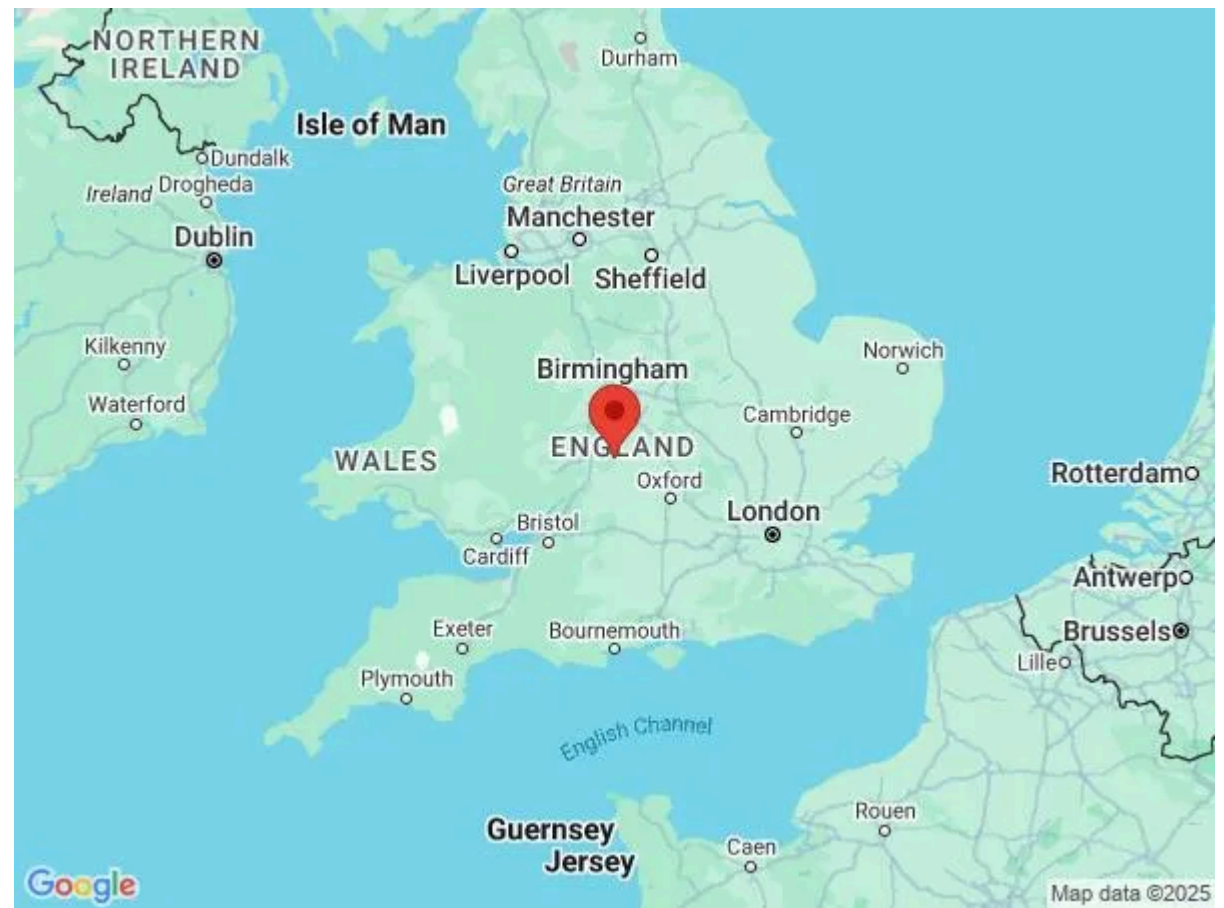 NORTHERN
IRELAND
Durham
Isle of Man
Dundalk
Ireland
Drogheda
Great Britain
Manchester
Dublin
Liverpool
Sheffield
Kilkenny
Norwich
Birmingham
Waterford
Cambridge
ENGLAND
WALES
Oxford
Rotterdam
London
Bristol
Cardiff
Antwerp
Exeter
Bournemouth
Brussels
Lille
Plymouth
English Channel
Rouen
Guernsey
Jersey
Caen
Google
Map data ©2025